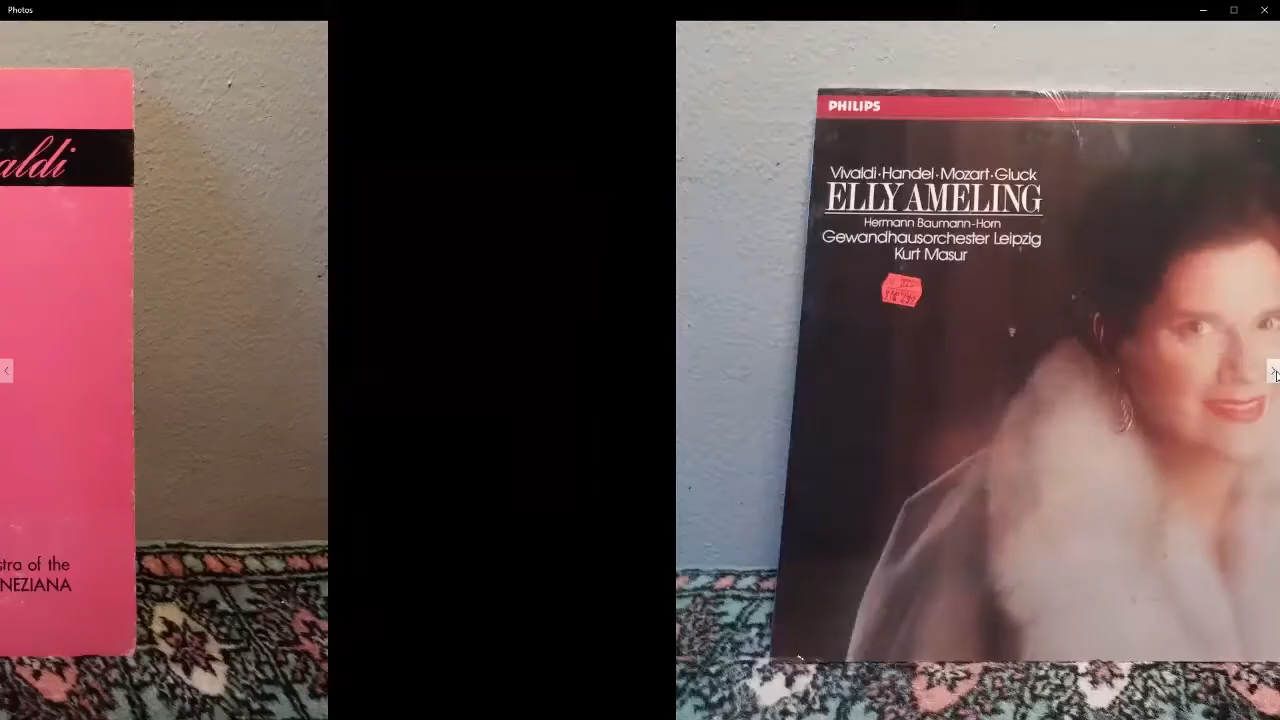 Photos
aldi
stra of the
NEZIANA
PHILIPS
Vivaldi·Handel·Mozart·Gluck
ELLY AMELING
Hermann Baumann-Horn
Gewandhausorchester Leipzig
Kurt Masur